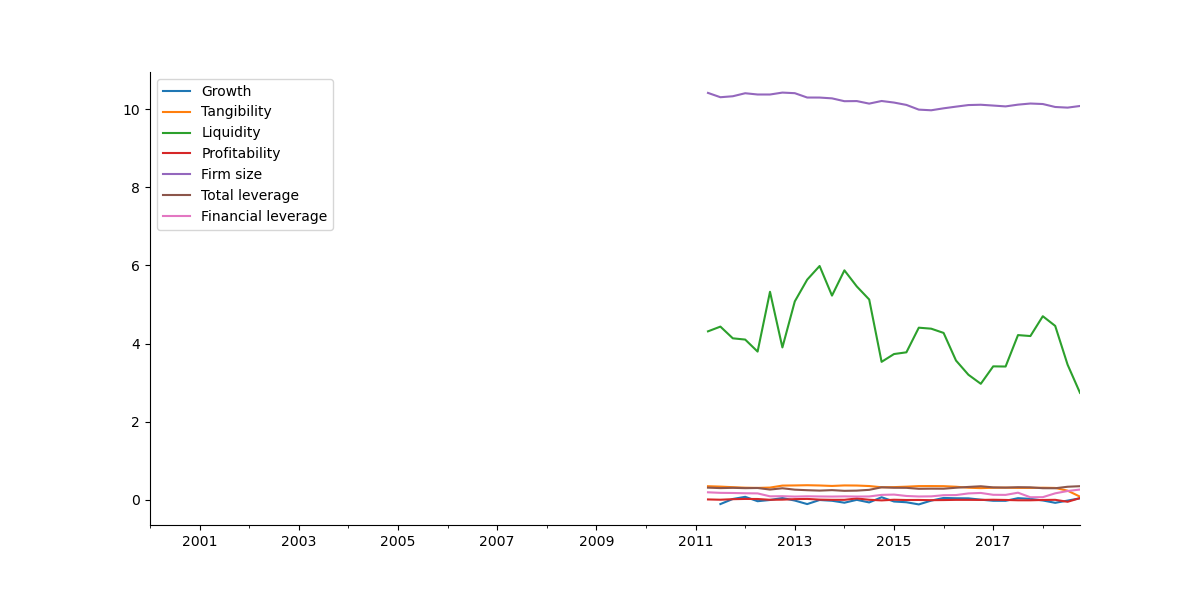 Growth
Tangibility
Liquidity
Profitability
Firm size
Total leverage
Financial leverage
10
8
6
4
2
0
2001 2003 2005 2007 2009 2011 2013 2015 2017